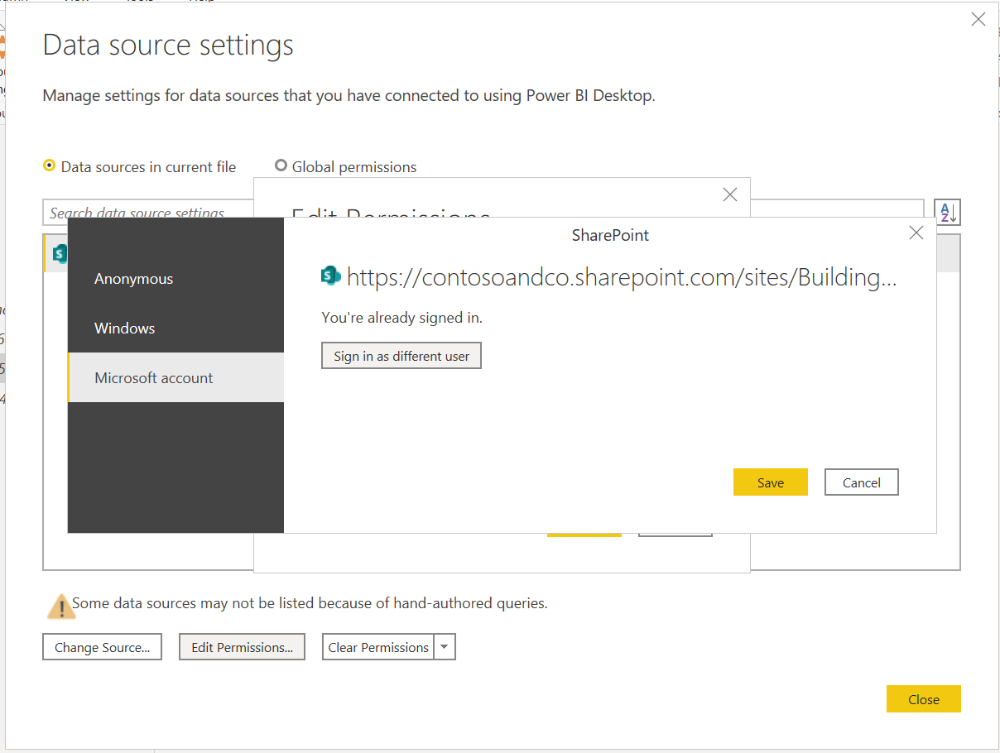 Data source settings
Manage settings for data sources that you have connected to using Power BI Desktop.
Data sources in current file
Global permissions
Search data source settings
Edit Permissions
SharePoint
Anonymous
Windows
Microsoft account
https://contosoandco.sharepoint.com/sites/Building...
You're already signed in.
Sign in as different user
Save
Cancel
Some data sources may not be listed because of hand-authored queries.
Change Source...
Edit Permissions...
Clear Permissions
Close